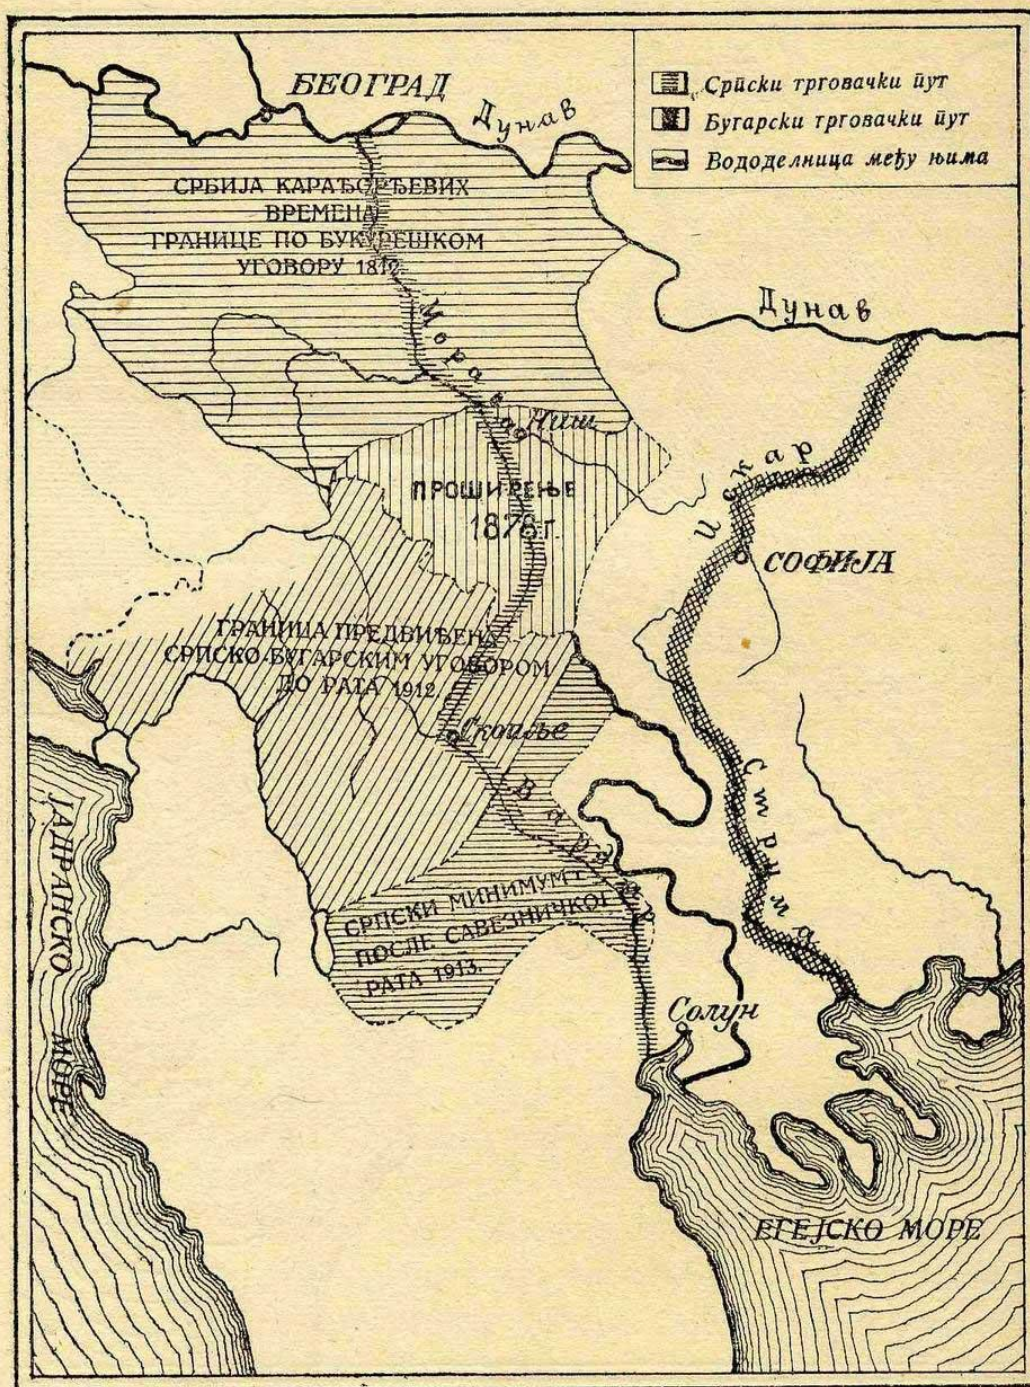 Српски трговачки пут
Бугарски трговачки пут
Вододелница међу њима
БЕОГРАД
Дунав
СРБИЈА КАРАЂОРЂЕВИХ
ВРЕМЕНА
ГРАНИЦЕ ПО БУКУРЕШКОМ
УГОВОРУ 1812.
Дунав
Морава
Ниш
Искар
ПРОШИРЕЊЕ
1878 г.
СОФИЈА
ГРАНИЦА ПРЕДВИЂЕНА
СРПСКО-БУГАРСКИМ УГОВОРОМ
ДО РАТА 1912.
Скопље
Вардар
Струма
ЈАДРАНСКО МОРЕ
СРПСКИ МИНИМУМ
ПОСЛЕ САВЕЗНИЧКОГ
РАТА 1913.
Солун
ЕГЕЈСКО МОРЕ